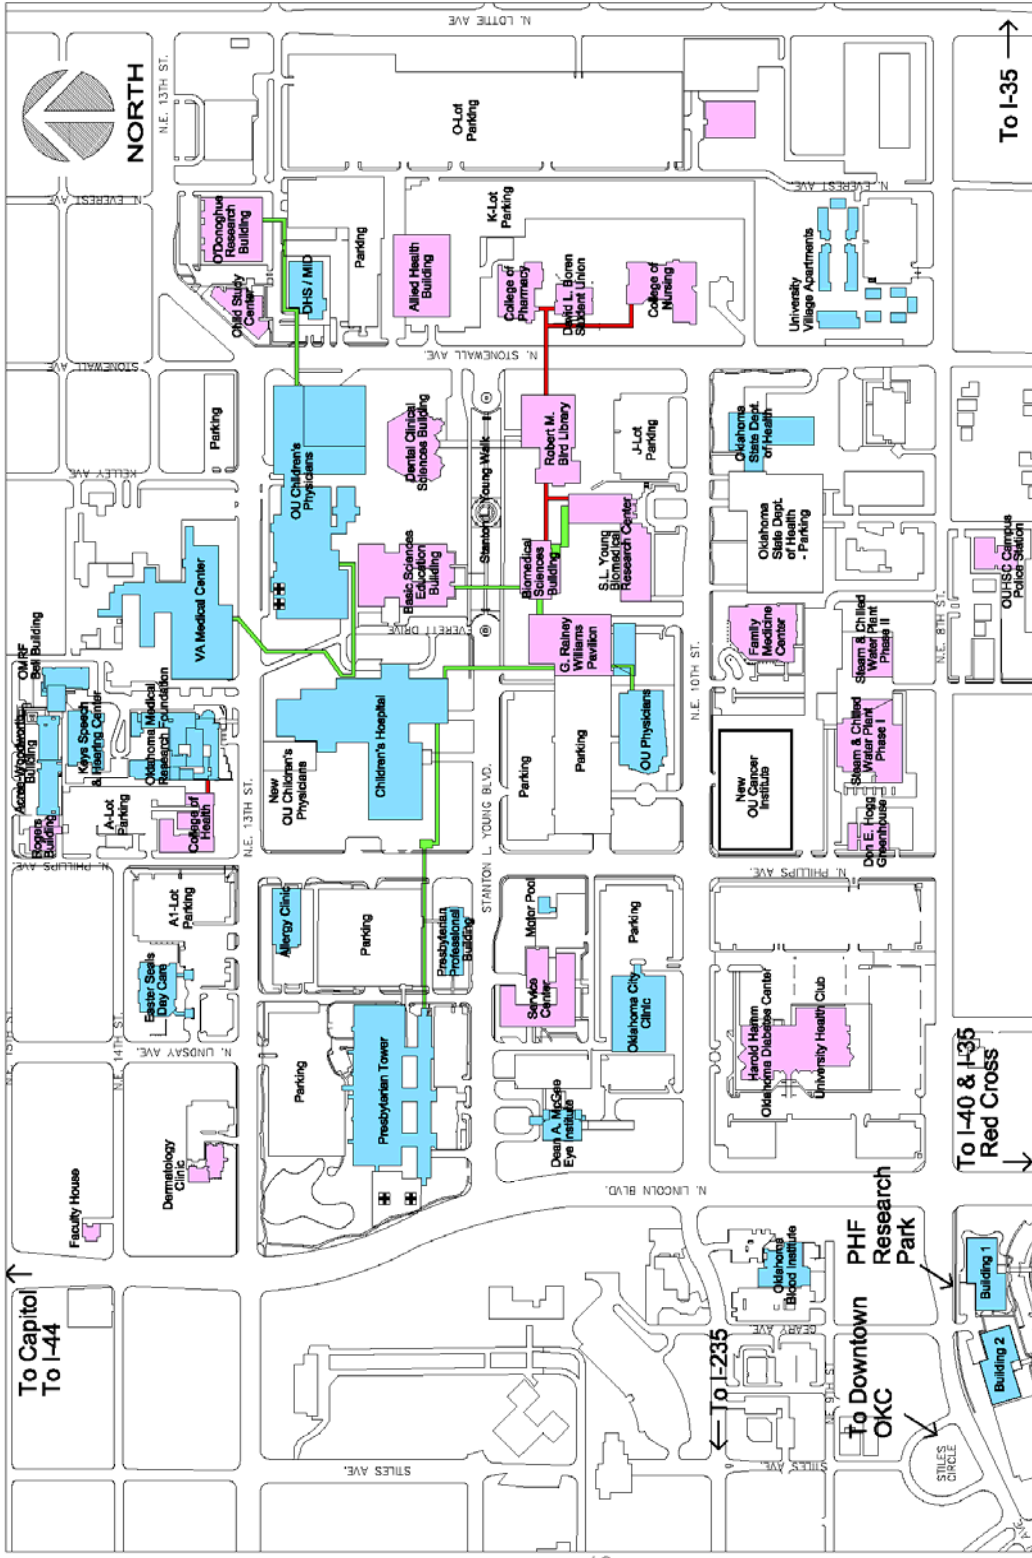 N. LOTTIE AVE
To I-35
NORTH
N.E. 13TH ST.
O-Lot
Parking
N. EVEREST AVE
N. EVEREST AVE.
O'Donoghue
Research
Building
Child Study
Center
DHS / MID
Parking
Allied Health
Building
K-Lot
Parking
College of
Pharmacy
David L. Boren
Student Union
College of
Nursing
University
Village Apartments
STONEWALL AVE
N. STONEWALL AVE.
Parking
KELLEY AVE
OU Children's
Physicians
Dental Clinical
Sciences Building
Stanton L. Young Walk
Robert M.
Bird Library
J-Lot
Parking
Oklahoma
State Dept.
of Health
VA Medical Center
Basic Sciences
Education
Building
Biomedical
Sciences
Building
S.L. Young
Biomedical
Research Center
Oklahoma
State Dept.
of Health
- Parking
OUHSC Campus
Police Station
N.E. 8TH ST.
EVERETT DRIVE
G. Rainey
Williams
Pavilion
N.E. 10TH ST.
Family
Medicine
Center
Steam & Chilled
Water Plant
Phase II
OMRF
Bell Building
Acree-Woodworth
Building
Keys Speech
& Hearing Center
Oklahoma Medical
Research Foundation
Rogers
Building
A-Lot
Parking
College of
Health
N.E. 13TH ST.
New
OU Children's
Physicians
Children's Hospital
STANTON L. YOUNG BLVD.
Parking
Parking
OU Physicians
New
OU Cancer
Institute
Steam & Chilled
Water Plant
Phase I
Don E. Hogg
Greenhouse
N. PHILLIPS AVE.
N. PHILLIPS AVE.
A1-Lot
Parking
Easter Seals
Day Care
Allergy Clinic
Parking
Presbyterian
Professional
Building
Motor Pool
Service
Center
Parking
Oklahoma City
Clinic
Harold Hamm
Oklahoma Diabetes Center
University Health Club
N.E. 15TH ST.
N.E. 14TH ST.
N. LINDSAY AVE.
Parking
Presbyterian Tower
Dean A. McGee
Eye Institute
To I-40 & I-35
Red Cross
Faculty House
Dermatology
Clinic
N. LINCOLN BLVD.
To Capitol
To I-44
Oklahoma
Blood Institute
GEARY AVE.
PHF
Research
Park
Building 1
Building 2
To I-235
NE 9TH ST
To Downtown
OKC
STILES AVE.
STILES AVE.
STILES
CIRCLE